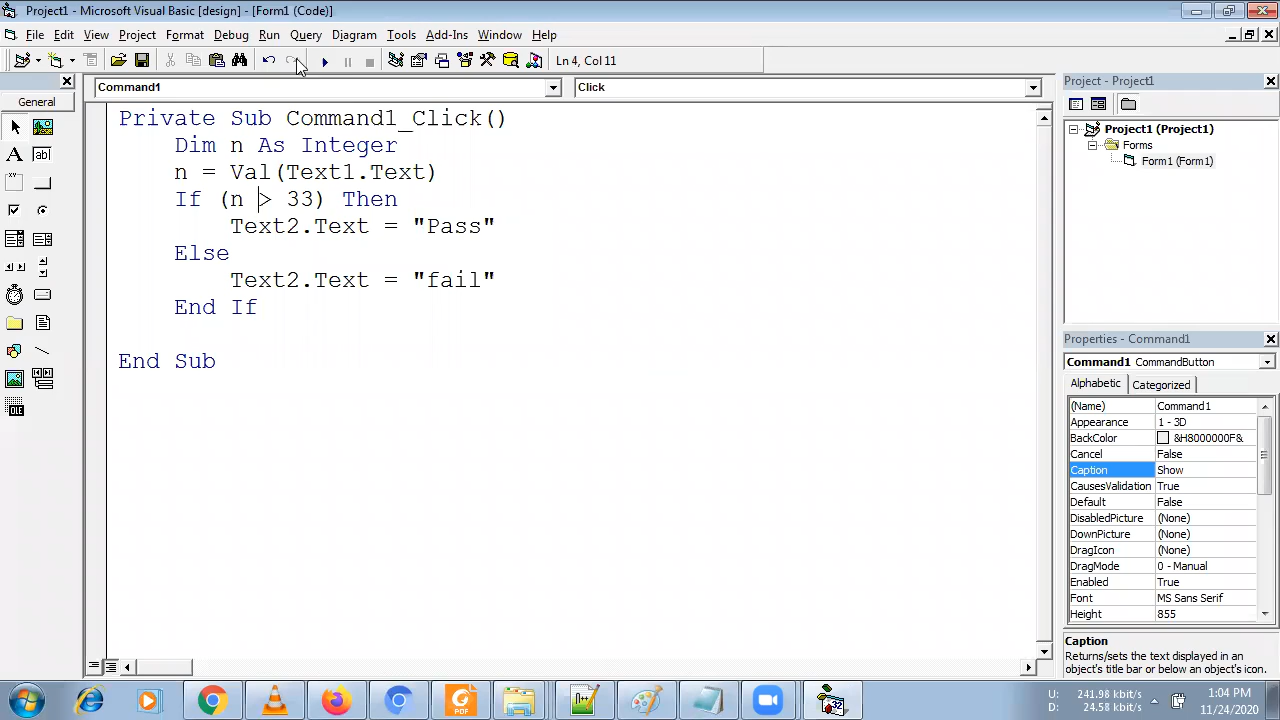 Project1 - Microsoft Visual Basic [design] - [Form1 (Code)]
File Edit View Project Format Debug Run Query Diagram Tools Add-Ins Window Help
Ln 4, Col 11
General
Command1
Click
Private Sub Command1_Click()
Dim n As Integer
n = Val(Text1.Text)
If (n > 33) Then
Text2.Text = "Pass"
Else
Text2.Text = "fail"
End If
End Sub
A
ab|
xy
OLE
Project - Project1
Project1 (Project1)
Forms
Form1 (Form1)
Properties - Command1
Command1 CommandButton
Alphabetic Categorized
(Name) Command1
Appearance 1 - 3D
BackColor &H8000000F&
Cancel False
Caption Show
CausesValidation True
Default False
DisabledPicture (None)
DownPicture (None)
DragIcon (None)
DragMode 0 - Manual
Enabled True
Font MS Sans Serif
Height 855
Caption
Returns/sets the text displayed in an
object's title bar or below an object's icon.
PDF
32
U: 241.98 kbit/s
D: 24.58 kbit/s
1:04 PM
11/24/2020